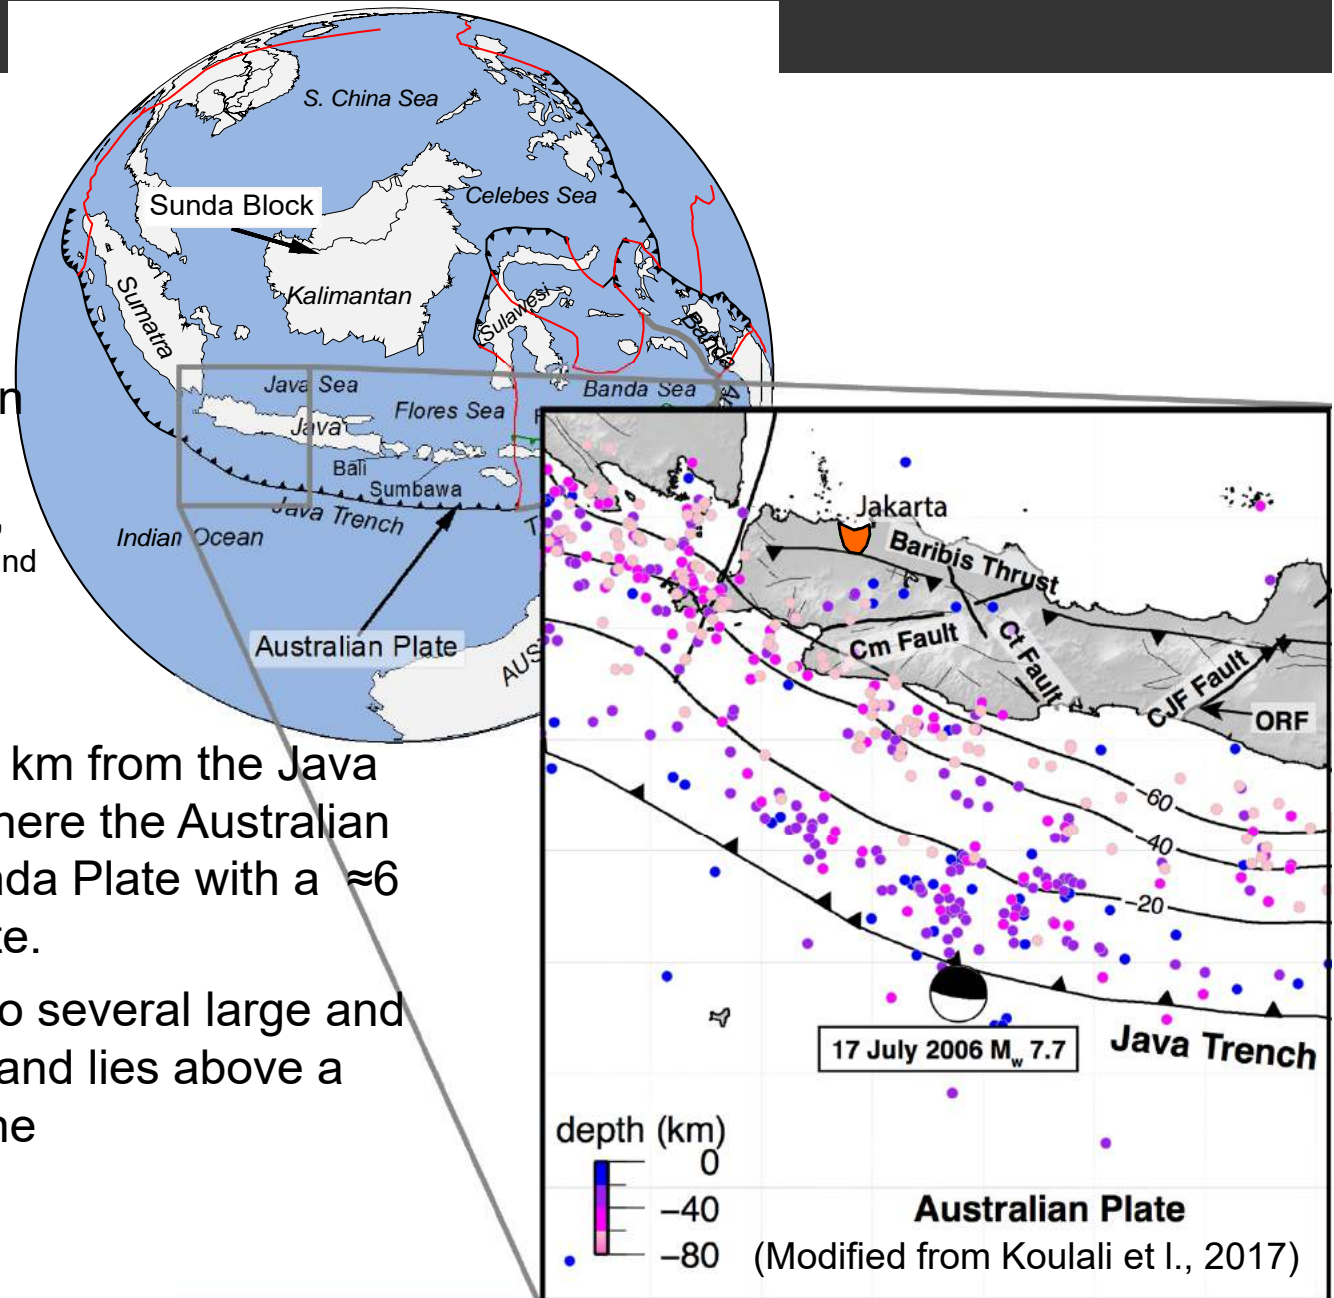 S. China Sea
Celebes Sea
Sunda Block
Kalimantan
Sumatra
Sulawesi
Banda
Java Sea
Banda Sea
Flores Sea
Java
Bali
Sumbawa
Java Trench
Indian Ocean
Australian Plate
AUS
n
,
nd
km from the Java
here the Australian
nda Plate with a ≈6
te.
o several large and
and lies above a
ne
Jakarta
Baribis Thrust
Cm Fault
Ct Fault
CJF Fault
ORF
-60
-40
-20
17 July 2006 Mw 7.7
Java Trench
depth (km)
0
-40
-80
Australian Plate
(Modified from Koulali et l., 2017)